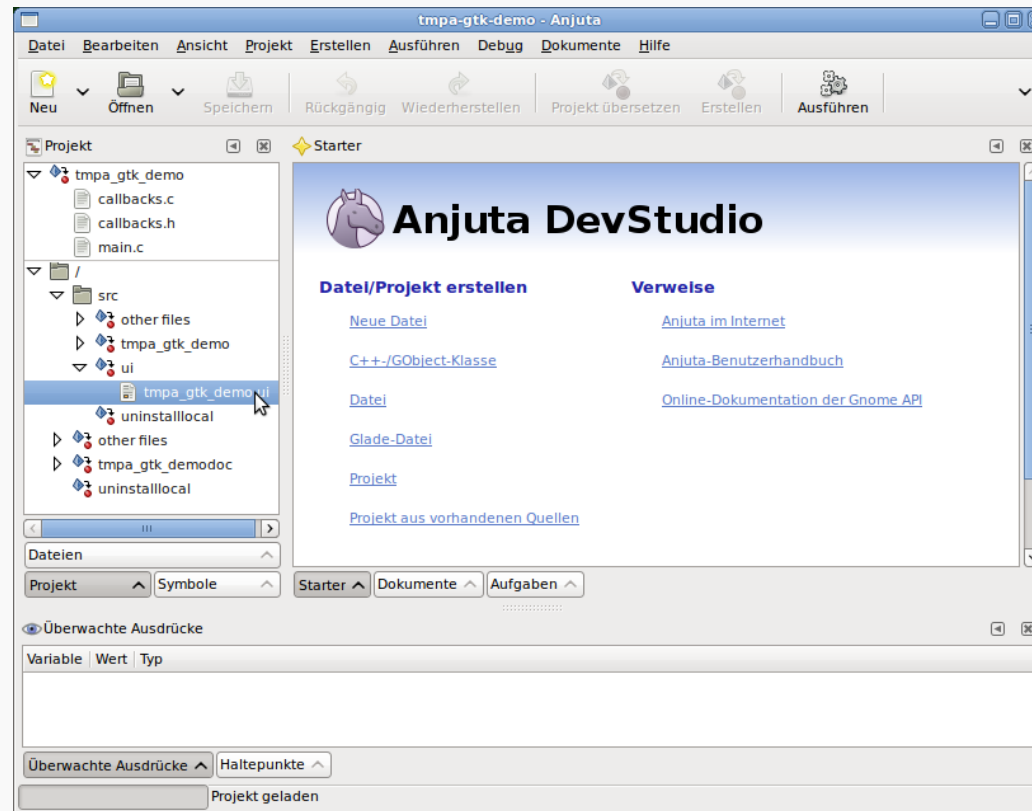 tmpa-gtk-demo - Anjuta
Datei Bearbeiten Ansicht Projekt Erstellen Ausführen Debug Dokumente Hilfe
Neu Öffnen Speichern Rückgängig Wiederherstellen Projekt übersetzen Erstellen Ausführen
Projekt
tmpa_gtk_demo
callbacks.c
callbacks.h
main.c
/
src
other files
tmpa_gtk_demo
ui
tmpa_gtk_demo.ui
uninstalllocal
other files
tmpa_gtk_demodoc
uninstalllocal
Dateien
Projekt Symbole
Starter
Anjuta DevStudio
Datei/Projekt erstellen
Neue Datei
C++-/GObject-Klasse
Datei
Glade-Datei
Projekt
Projekt aus vorhandenen Quellen
Verweise
Anjuta im Internet
Anjuta-Benutzerhandbuch
Online-Dokumentation der Gnome API
Starter Dokumente Aufgaben
Überwachte Ausdrücke
Variable Wert Typ
Überwachte Ausdrücke Haltepunkte
Projekt geladen